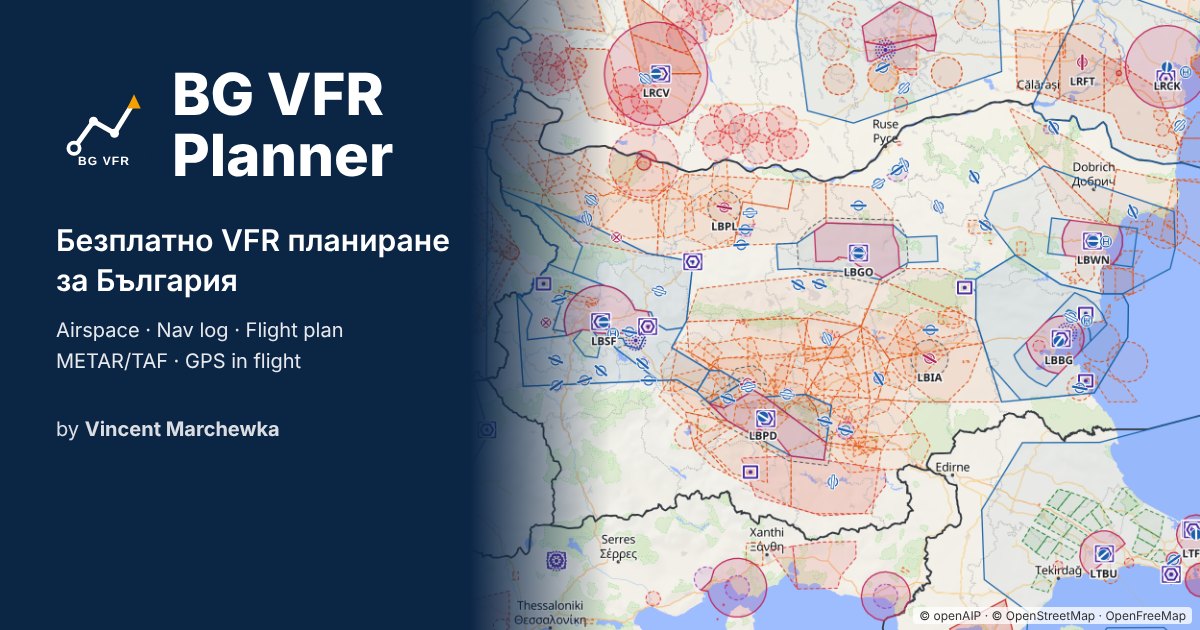 BG VFR
BG VFR
Planner
Безплатно VFR планиране
за България
Airspace · Nav log · Flight plan
METAR/TAF · GPS in flight
by Vincent Marchewka
LRCV
LRFT
LRCK
Călărași
Ruse
Русе
Dobrich
Добрич
LBPL
LBGO
LBWN
LBSF
LBBG
LBIA
LBPD
Edirne
Xanthi
Ξάνθη
Serres
Σέρρες
Tekirdağ
LTBU
LTF
Thessaloniki
Θεσσαλονίκη
© openAIP · © OpenStreetMap · OpenFreeMap